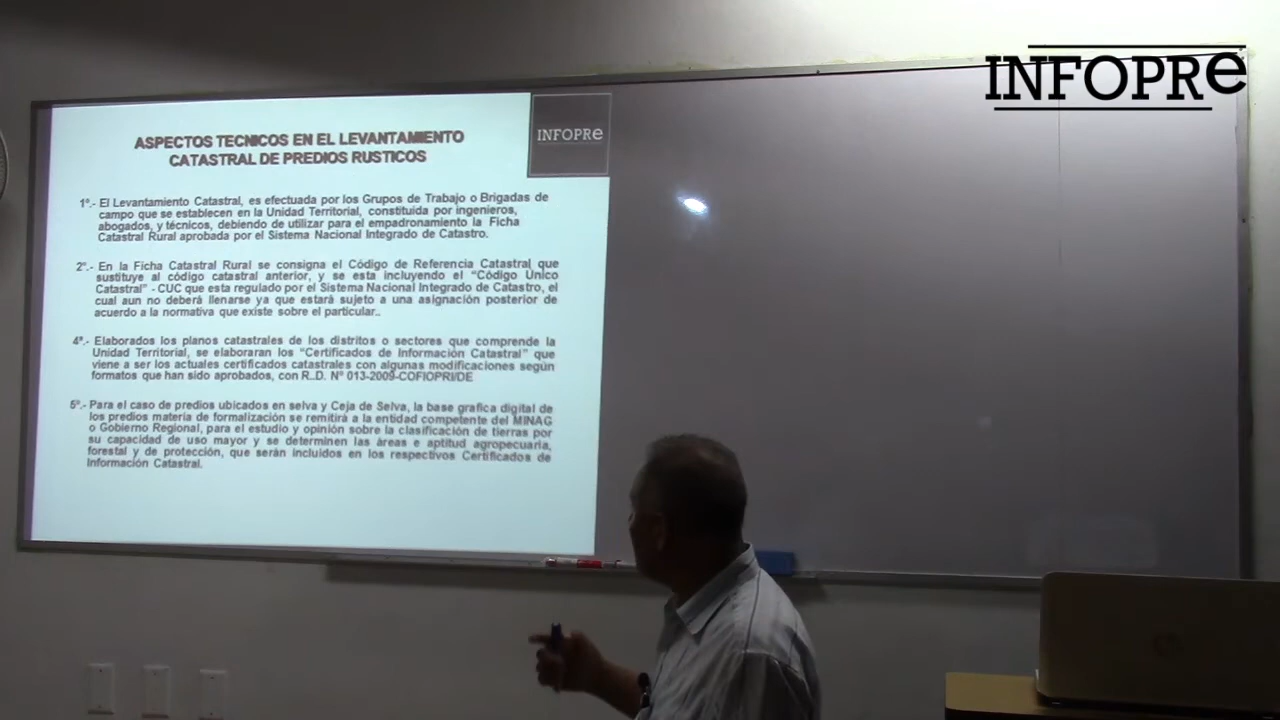 INFOPRe
INFOPRe
ASPECTOS TECNICOS EN EL LEVANTAMIENTO
CATASTRAL DE PREDIOS RUSTICOS
1º.- El Levantamiento Catastral, es efectuada por los Grupos de Trabajo o Brigadas de
campo que se establecen en la Unidad Territorial, constituida por ingenieros,
abogados, y técnicos, debiendo de utilizar para el empadronamiento la Ficha
Catastral Rural aprobada por el Sistema Nacional Integrado de Catastro.
2º.- En la Ficha Catastral Rural se consigna el Código de Referencia Catastral que
sustituye al código catastral anterior, y se esta incluyendo el "Código Único
Catastral" - CUC que esta regulado por el Sistema Nacional Integrado de Catastro, el
cual aun no deberá llenarse ya que estará sujeto a una asignación posterior de
acuerdo a la normativa que existe sobre el particular..
4º.- Elaborados los planos catastrales de los distritos o sectores que comprende la
Unidad Territorial, se elaboraran los "Certificados de Información Catastral" que
viene a ser los actuales certificados catastrales con algunas modificaciones según
formatos que han sido aprobados, con R..D. Nº 013-2009-COFIOPRI/DE
5º.- Para el caso de predios ubicados en selva y Ceja de Selva, la base grafica digital de
los predios materia de formalización se remitirá a la entidad competente del MINAG
o Gobierno Regional, para el estudio y opinión sobre la clasificación de tierras por
su capacidad de uso mayor y se determinen las áreas e aptitud agropecuaria,
forestal y de protección, que serán incluidos en los respectivos Certificados de
Información Catastral.